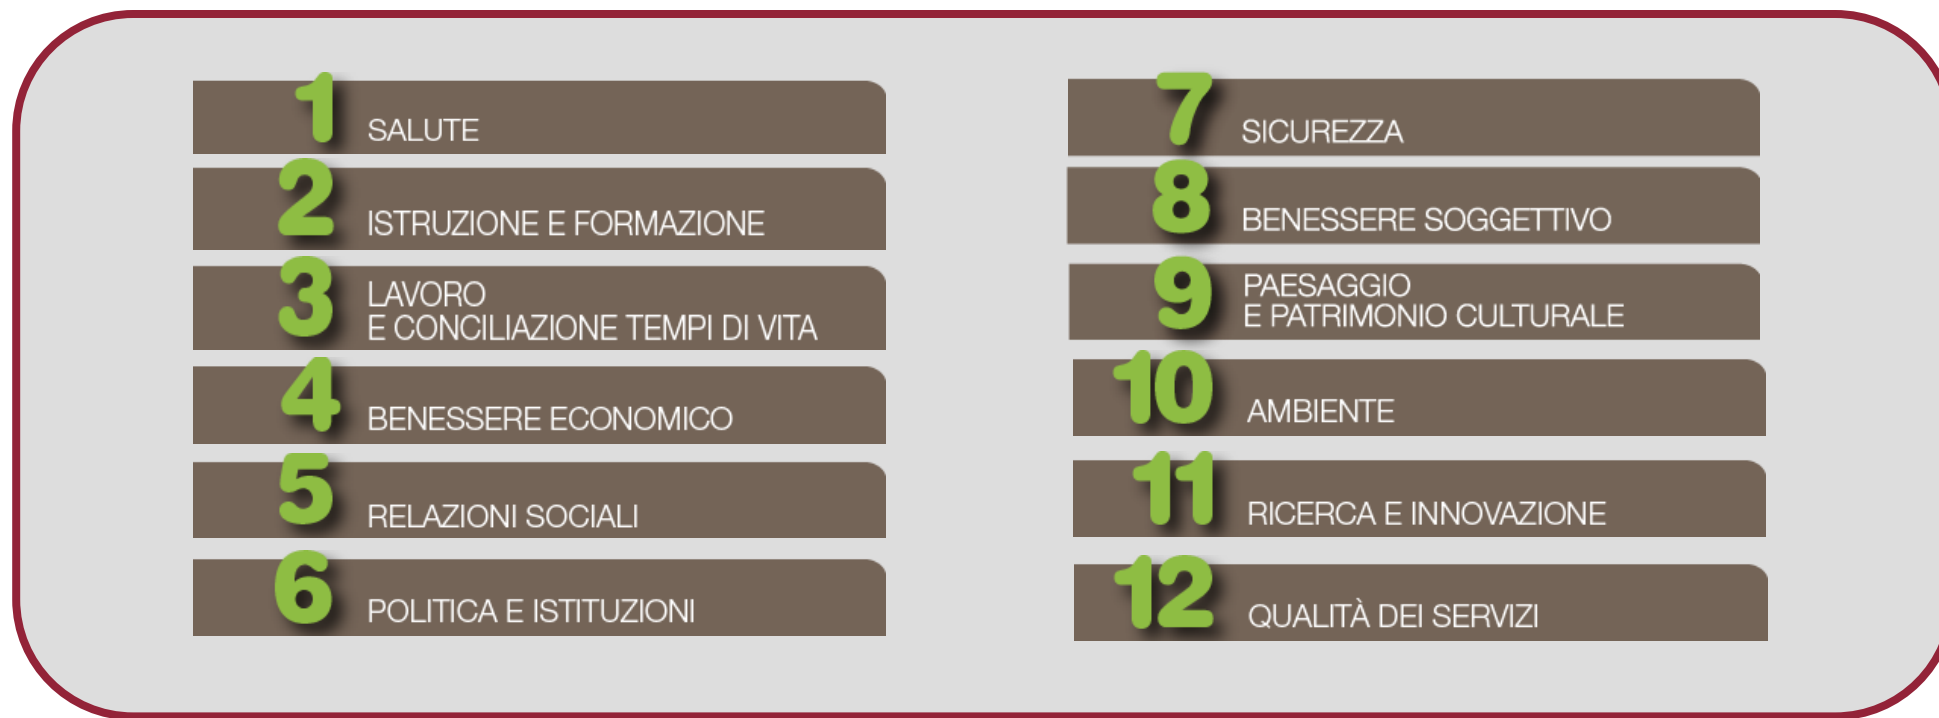 1 SALUTE
2 ISTRUZIONE E FORMAZIONE
3 LAVORO
E CONCILIAZIONE TEMPI DI VITA
4 BENESSERE ECONOMICO
5 RELAZIONI SOCIALI
6 POLITICA E ISTITUZIONI
7 SICUREZZA
8 BENESSERE SOGGETTIVO
9 PAESAGGIO
E PATRIMONIO CULTURALE
10 AMBIENTE
11 RICERCA E INNOVAZIONE
12 QUALITÀ DEI SERVIZI